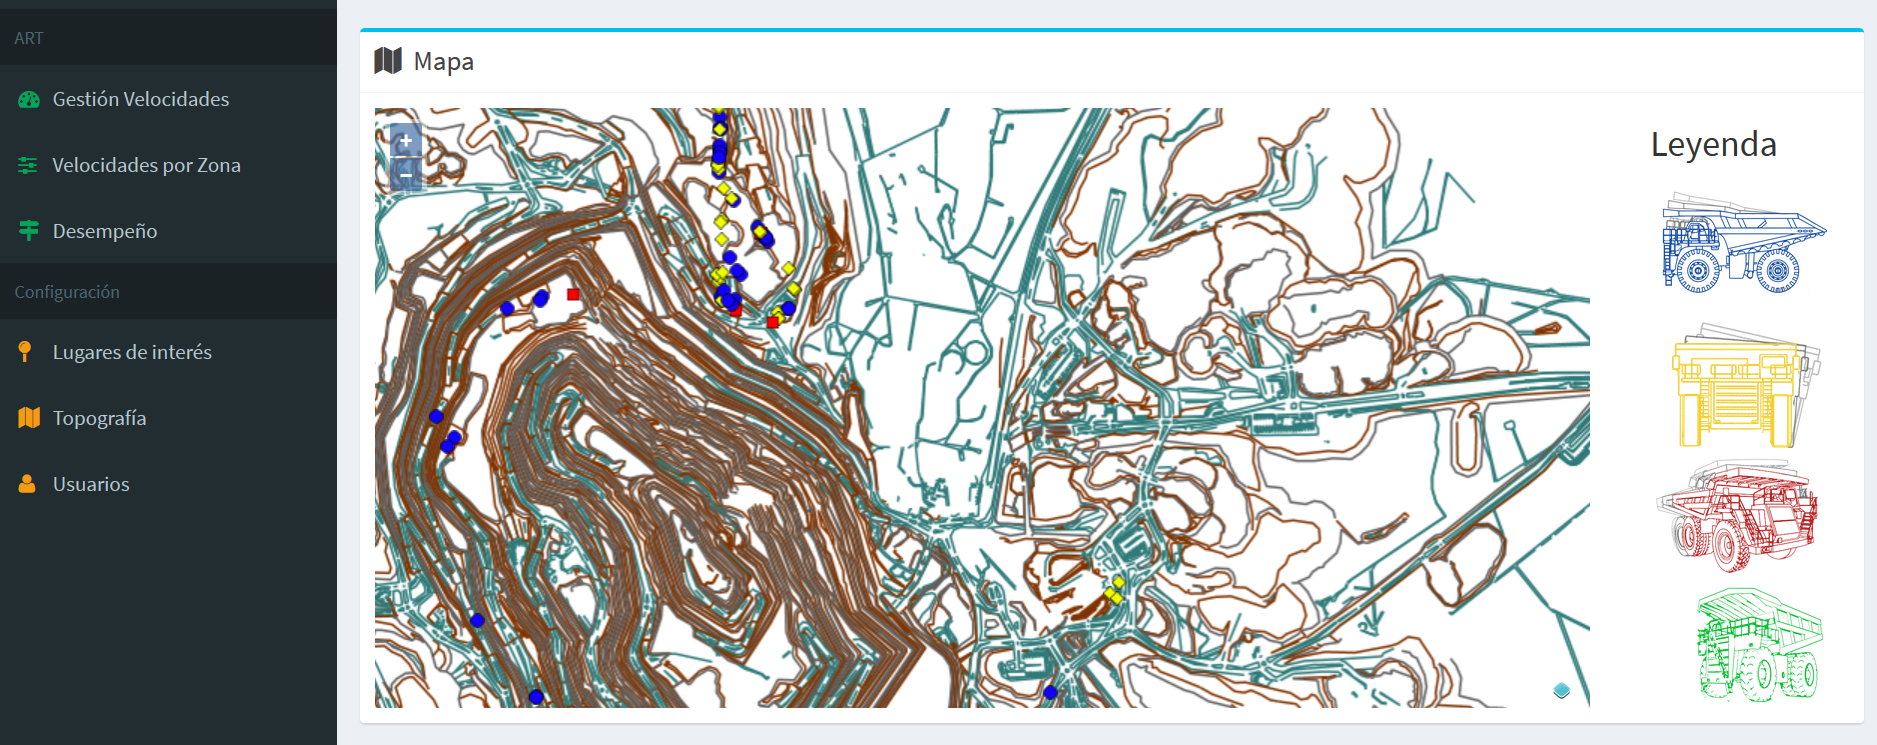 ART
Gestión Velocidades
Velocidades por Zona
Desempeño
Configuración
Lugares de interés
Topografía
Usuarios
Mapa
+
−
Leyenda